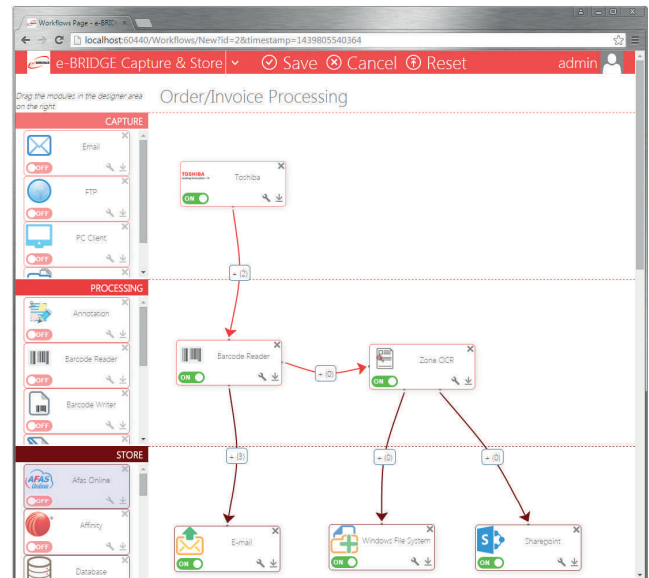 Workflows Page - e-BRID
localhost:60440/Workflows/New?id=2&timestamp=1439805540364
e-BRIDGE Capture & Store
Save
Cancel
Reset
admin
Drag the modules in the designer area
on the right
Order/Invoice Processing
CAPTURE
Email
OFF
FTP
OFF
PC Client
OFF
TOSHIBA
Toshiba
ON
+ (2)
PROCESSING
Annotation
OFF
Barcode Reader
OFF
Barcode Writer
OFF
Barcode Reader
ON
+ (0)
Zone OCR
ON
STORE
+ (3)
+ (0)
+ (0)
AFAS
Online
Afas Online
OFF
Affinity
OFF
Database
E-mail
ON
Windows File System
ON
S
Sharepoint
ON